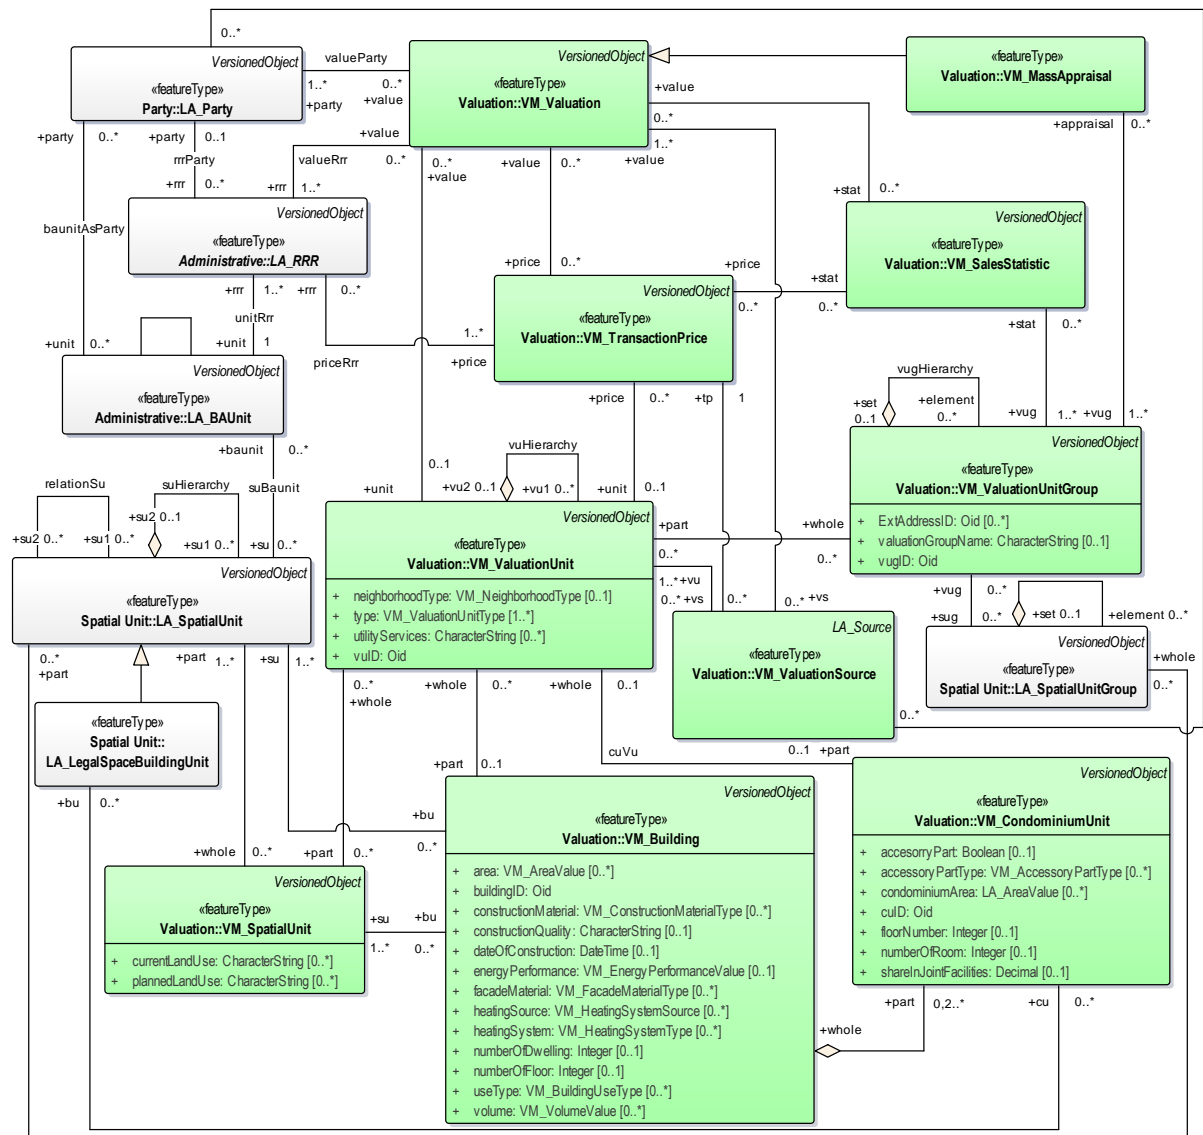 0..*
VersionedObject
«featureType»
Party::LA_Party
valueParty
1..*
+party
0..*
+value
VersionedObject
«featureType»
Valuation::VM_Valuation
«featureType»
Valuation::VM_MassAppraisal
+value
0..*
1..*
+value
+appraisal
0..*
+party
0..*
+party
0..1
rrrParty
+rrr
0..*
+value
valueRrr
0..*
+rrr
1..*
0..*
+value
+value
0..*
baunitAsParty
VersionedObject
«featureType»
Administrative::LA_RRR
+stat
0..*
VersionedObject
«featureType»
Valuation::VM_SalesStatistic
+price
0..*
+price
0..*
+stat
0..*
VersionedObject
«featureType»
Valuation::VM_TransactionPrice
+rrr
1..*
+rrr
0..*
unitRrr
+unit
0..*
+unit
1
priceRrr
1..*
+price
+stat
0..*
vugHierarchy
+set
0..1
+element
0..*
+vug
1..*
+vug
1..*
VersionedObject
«featureType»
Administrative::LA_BAUnit
+baunit
0..*
+price
0..*
+tp
1
VersionedObject
«featureType»
Valuation::VM_ValuationUnitGroup
+ ExtAddressID: Oid [0..*]
+ valuationGroupName: CharacterString [0..1]
+ vugID: Oid
relationSu
suHierarchy
suBaunit
+su2 0..*
+su1 0..*
+su2 0..1
+su1 0..*
+su
0..*
0..1
+unit
vuHierarchy
+vu2 0..1
+vu1 0..*
+unit
0..1
+part
0..*
+whole
0..*
VersionedObject
«featureType»
Spatial Unit::LA_SpatialUnit
VersionedObject
«featureType»
Valuation::VM_ValuationUnit
+ neighborhoodType: VM_NeighborhoodType [0..1]
+ type: VM_ValuationUnitType [1..*]
+ utilityServices: CharacterString [0..*]
+ vuID: Oid
1..* +vu
0..* +vs
0..*
0..*
+vs
+vug
0..*
+sug
0..*
+set 0..1
+element 0..*
LA_Source
«featureType»
Valuation::VM_ValuationSource
0..*
VersionedObject
«featureType»
Spatial Unit::LA_SpatialUnitGroup
+whole
0..*
0..*
+part
+part
1..*
+su
1..*
0..*
+whole
+whole
0..*
+whole
0..1
«featureType»
Spatial Unit::
LA_LegalSpaceBuildingUnit
cuVu
0..1
+part
+part
0..1
+bu
0..*
+bu
0..*
VersionedObject
«featureType»
Valuation::VM_Building
+ area: VM_AreaValue [0..*]
+ buildingID: Oid
+ constructionMaterial: VM_ConstructionMaterialType [0..*]
+ constructionQuality: CharacterString [0..1]
+ dateOfConstruction: DateTime [0..1]
+ energyPerformance: VM_EnergyPerformanceValue [0..1]
+ facadeMaterial: VM_FacadeMaterialType [0..*]
+ heatingSource: VM_HeatingSystemSource [0..*]
+ heatingSystem: VM_HeatingSystemType [0..*]
+ numberOfDwelling: Integer [0..1]
+ numberOfFloor: Integer [0..1]
+ useType: VM_BuildingUseType [0..*]
+ volume: VM_VolumeValue [0..*]
VersionedObject
«featureType»
Valuation::VM_CondominiumUnit
+ accesorryPart: Boolean [0..1]
+ accessoryPartType: VM_AccessoryPartType [0..*]
+ condominiumArea: LA_AreaValue [0..*]
+ cuID: Oid
+ floorNumber: Integer [0..1]
+ numberOfRoom: Integer [0..1]
+ shareInJointFacilities: Decimal [0..1]
+whole
0..*
+part
0..*
VersionedObject
«featureType»
Valuation::VM_SpatialUnit
+ currentLandUse: CharacterString [0..*]
+ plannedLandUse: CharacterString [0..*]
+su
1..*
+bu
0..*
+part
0,2..*
+cu
0..*
+whole